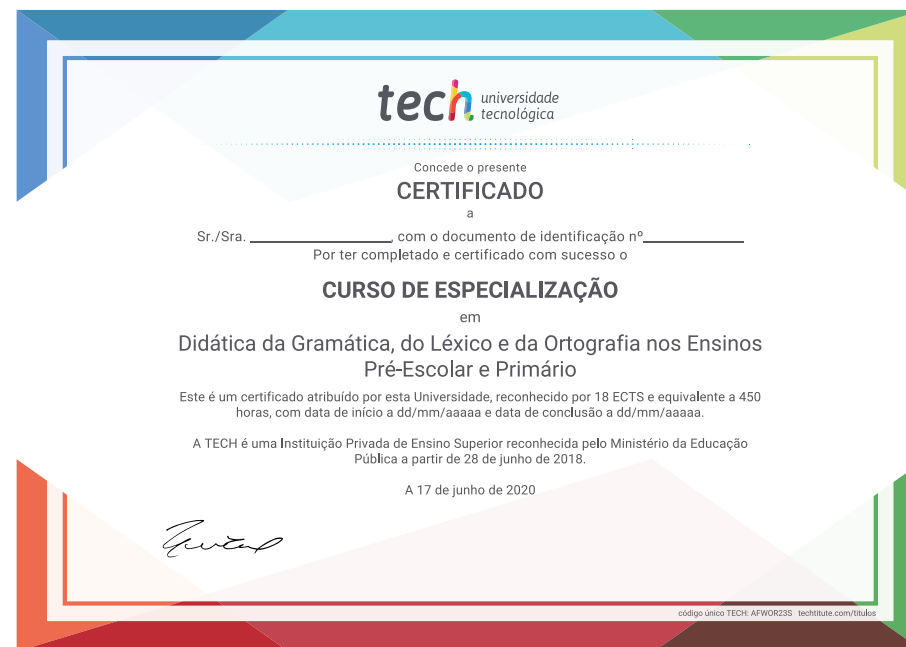 tech universidade
tecnológica
Concede o presente
CERTIFICADO
a
Sr./Sra. ____________________, com o documento de identificação nº______________
Por ter completado e certificado com sucesso o
CURSO DE ESPECIALIZAÇÃO
em
Didática da Gramática, do Léxico e da Ortografia nos Ensinos
Pré-Escolar e Primário
Este é um certificado atribuído por esta Universidade, reconhecido por 18 ECTS e equivalente a 450
horas, com data de início a dd/mm/aaaaa e data de conclusão a dd/mm/aaaaa.
A TECH é uma Instituição Privada de Ensino Superior reconhecida pelo Ministério da Educação
Pública a partir de 28 de junho de 2018.
A 17 de junho de 2020
código único TECH: AFWOR23S techtitute.com/titulos